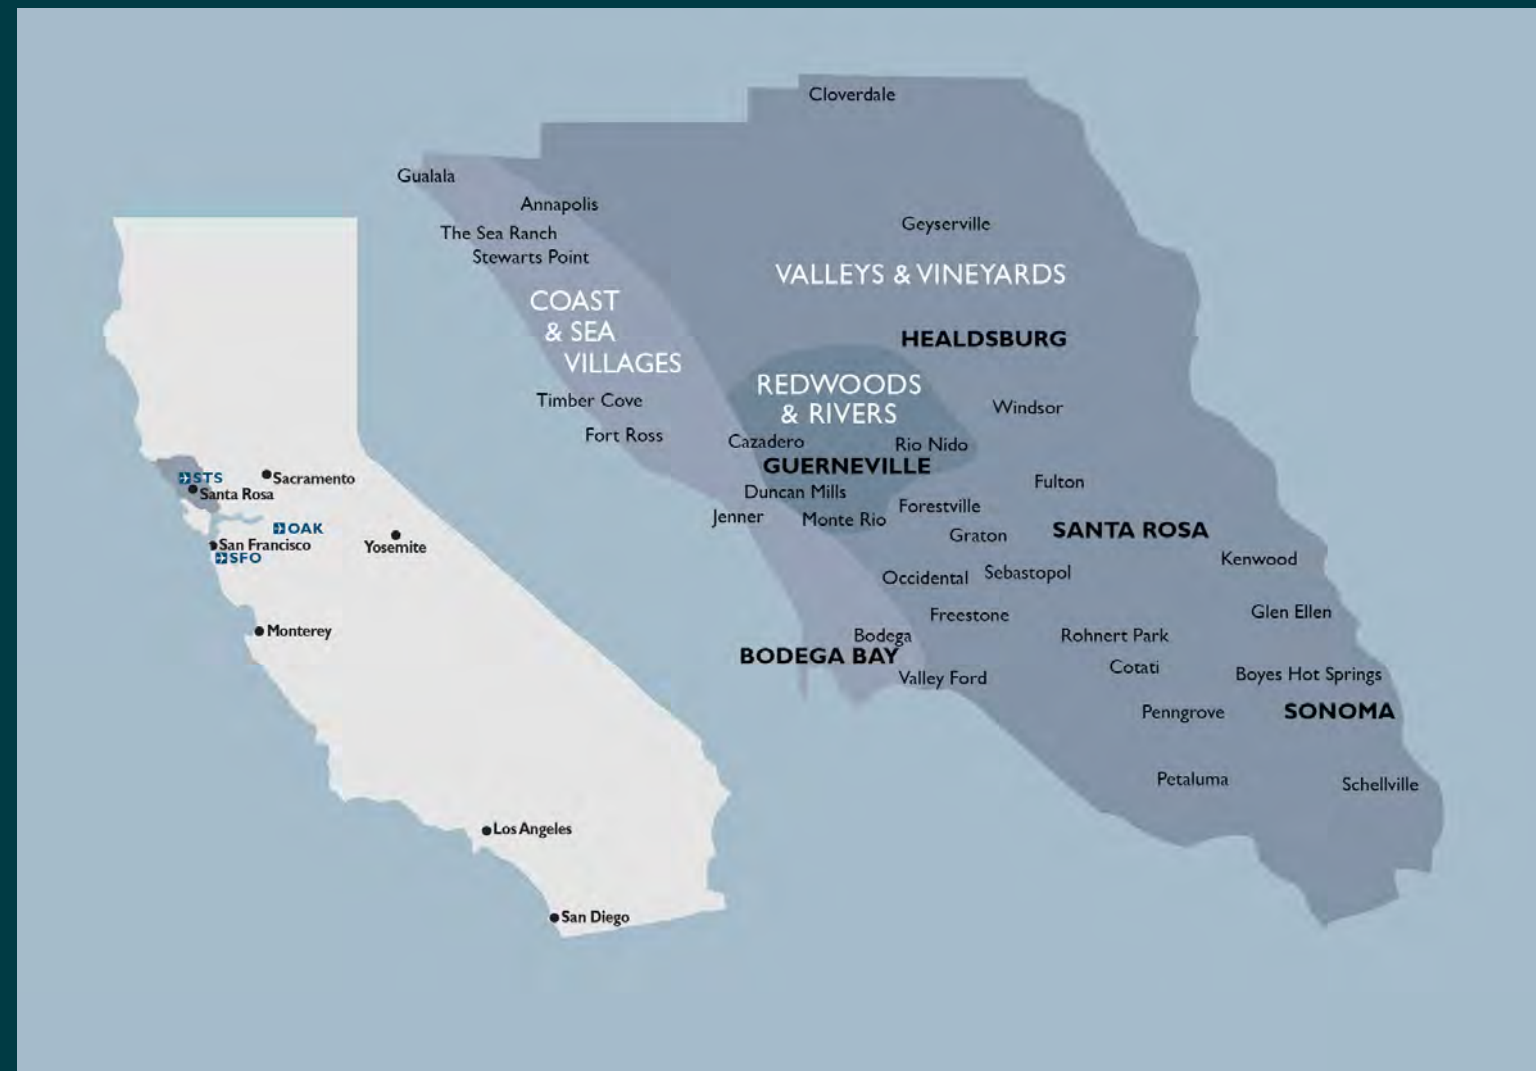 Cloverdale
Gualala
Annapolis
The Sea Ranch
Stewarts Point
Geyserville
VALLEYS & VINEYARDS
COAST
& SEA
VILLAGES
HEALDSBURG
REDWOODS
& RIVERS
Timber Cove
Windsor
Fort Ross
Cazadero
Rio Nido
GUERNEVILLE
Duncan Mills
Fulton
Forestville
Jenner
Monte Rio
Graton
SANTA ROSA
Kenwood
Occidental
Sebastopol
Freestone
Glen Ellen
Bodega
Rohnert Park
BODEGA BAY
Cotati
Valley Ford
Boyes Hot Springs
Penngrove
SONOMA
Petaluma
Schellville
STS
Sacramento
Santa Rosa
OAK
San Francisco
SFO
Yosemite
Monterey
Los Angeles
San Diego